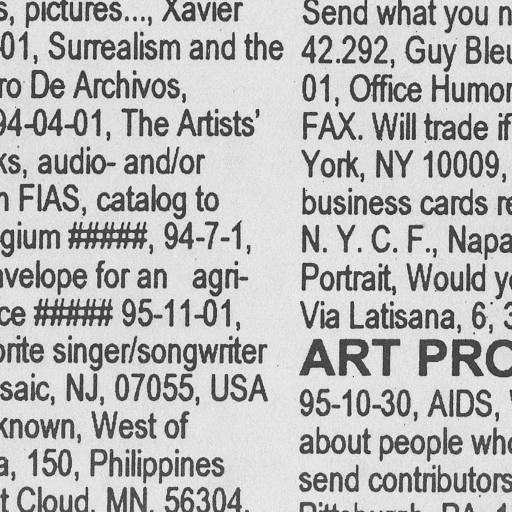 s, pictures..., Xavier
-01, Surrealism and the
ro De Archivos,
94-04-01, The Artists'
ks, audio- and/or
FIAS, catalog to
gium #####, 94-7-1,
nvelope for an agri-
ce ##### 95-11-01,
orite singer/songwriter
saic, NJ, 07055, USA
known, West of
a, 150, Philippines
t Cloud, MN, 56304,
Send what you n
42.292, Guy Bleu
01, Office Humor
FAX. Will trade if
York, NY 10009,
business cards re
N. Y. C. F., Napa
Portrait, Would yo
Via Latisana, 6, 3
ART PRO
95-10-30, AIDS,
about people who
send contributors
Pittsburgh, PA, 1